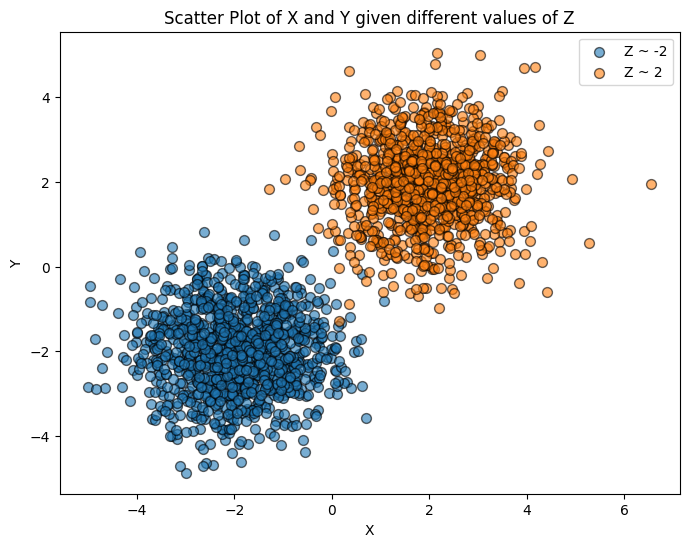 Scatter Plot of X and Y given different values of Z
Z ~ -2
Z ~ 2
Y
4
2
0
−2
−4
−4
−2
0
2
4
6
X